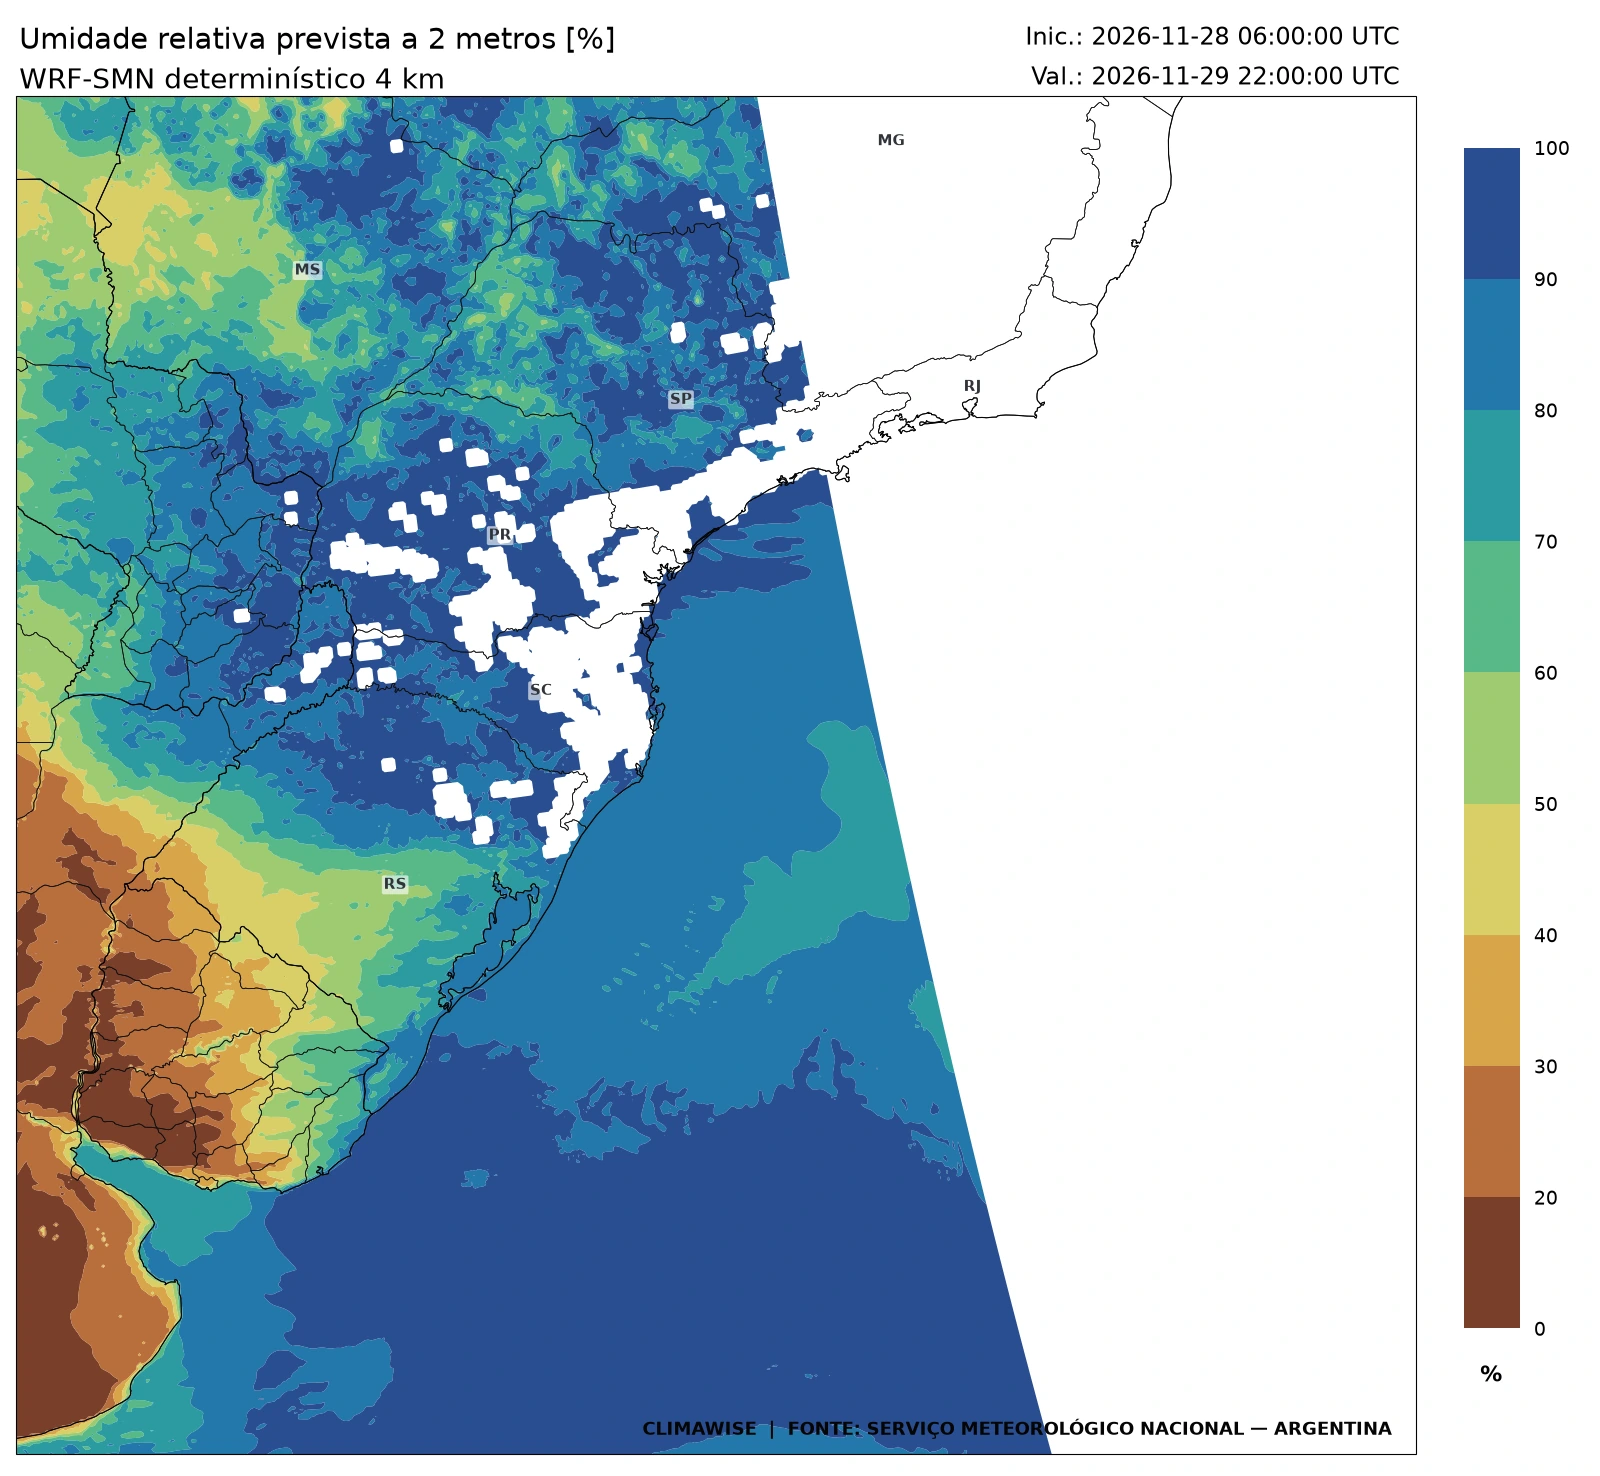 Umidade relativa prevista a 2 metros [%]
WRF-SMN determinístico 4 km
Inic.: 2026-11-28 06:00:00 UTC
Val.: 2026-11-29 22:00:00 UTC
MG
MS
RJ
SP
PR
SC
RS
100
90
80
70
60
50
40
30
20
0
%
CLIMAWISE | FONTE: SERVIÇO METEOROLÓGICO NACIONAL — ARGENTINA